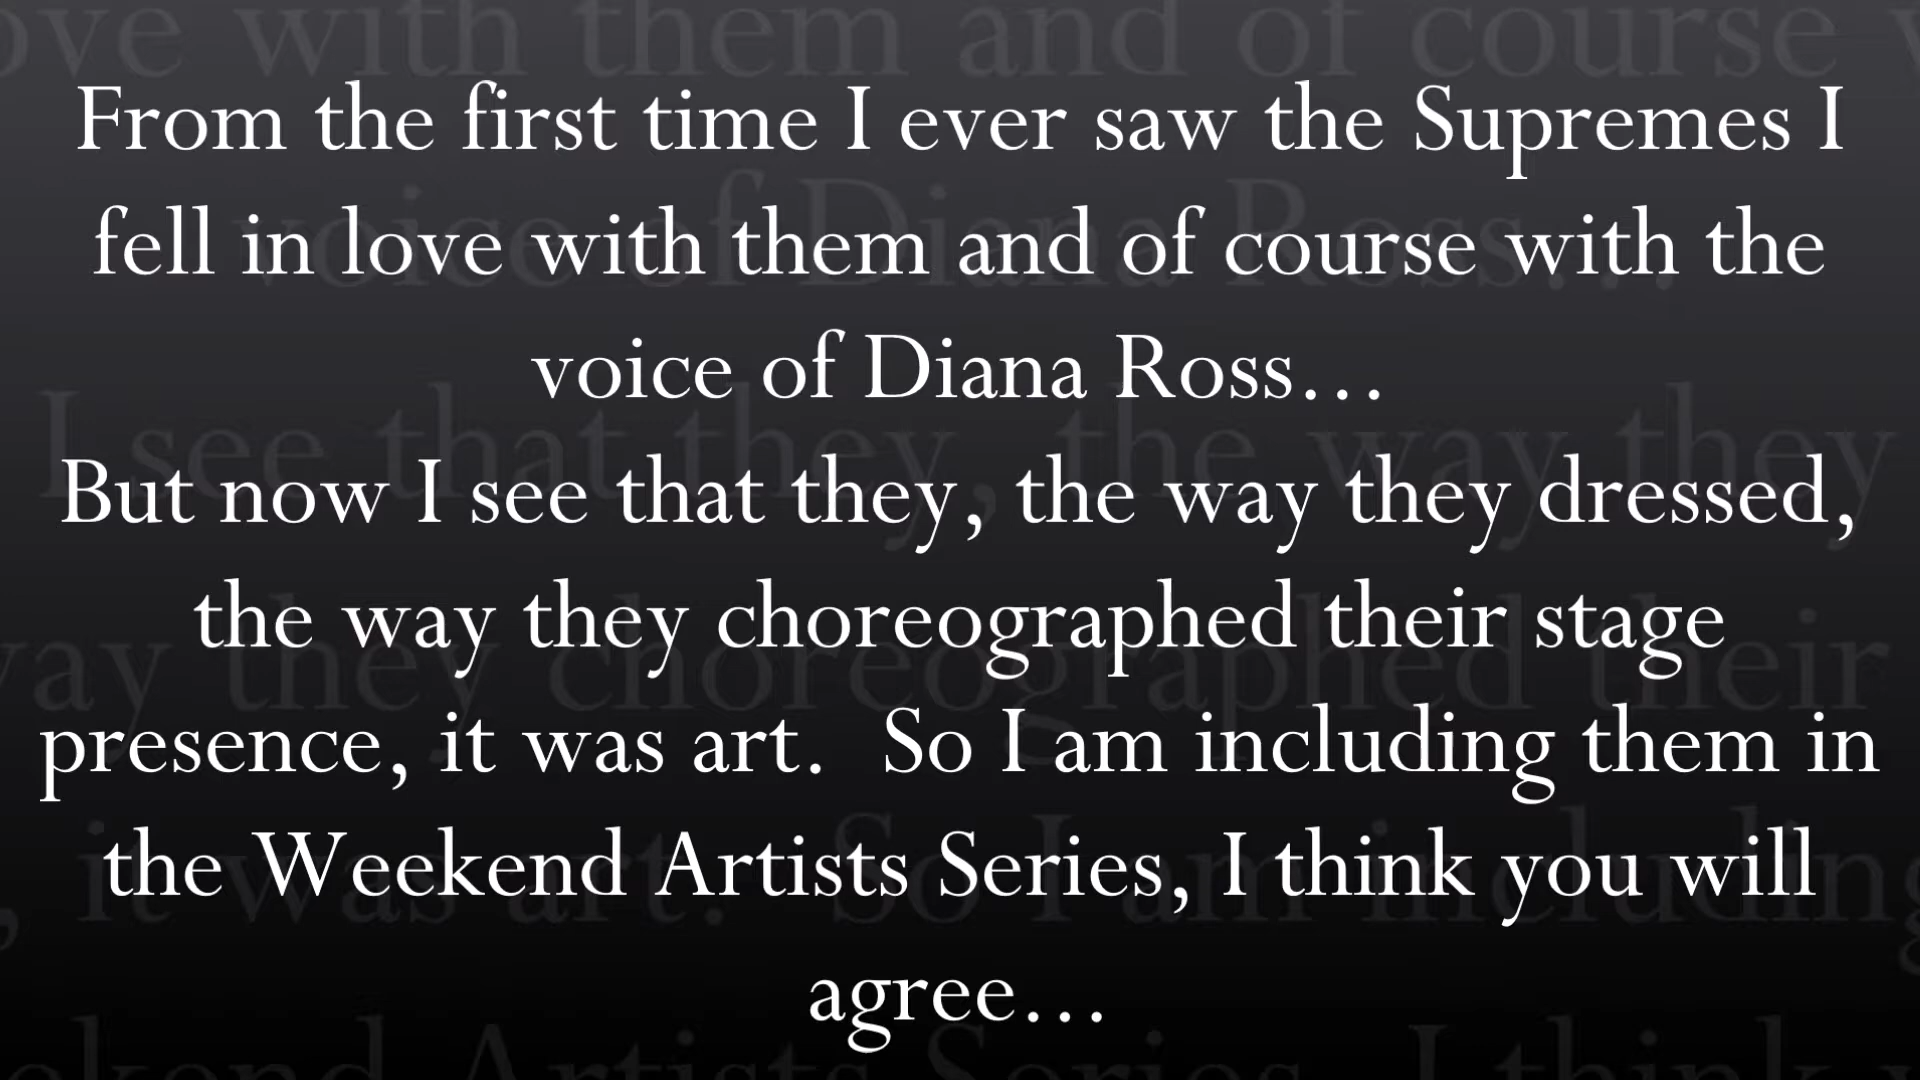 From the first time I ever saw the Supremes I
fell in love with them and of course with the
voice of Diana Ross…
But now I see that they, the way they dressed,
the way they choreographed their stage
presence, it was art.  So I am including them in
the Weekend Artists Series, I think you will
agree…